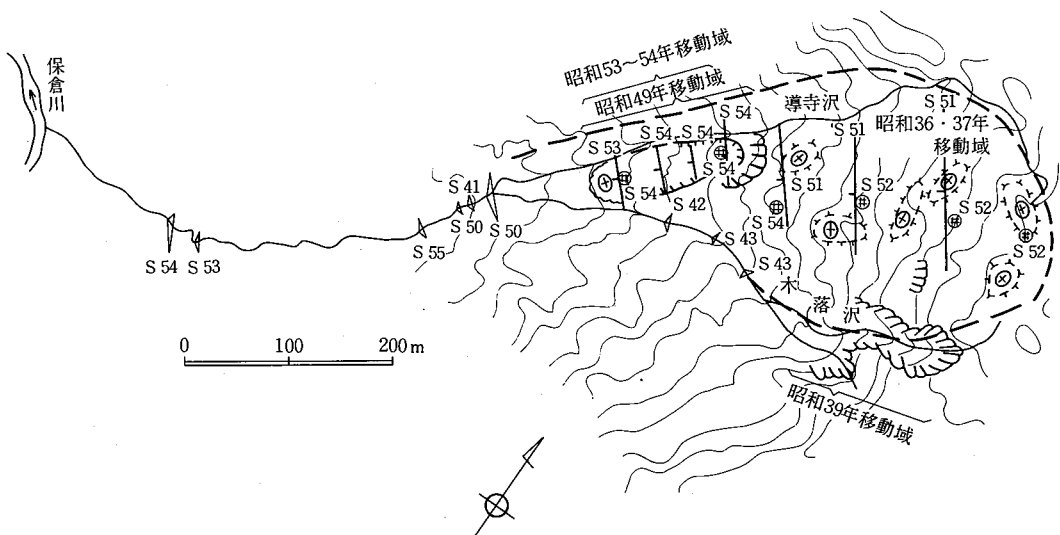 保倉川
昭和53～54年移動域
昭和49年移動域
導寺沢
昭和36・37年
移動域
S 51
S 54
S 54
S 54
S 53
S 51
S 54
S 54
S 42
S 51
S 52
S 52
S 52
S 54
S 41
S 50
S 50
S 55
S 54
S 53
S 43
S 43
木落沢
昭和39年移動域
0 100 200 m